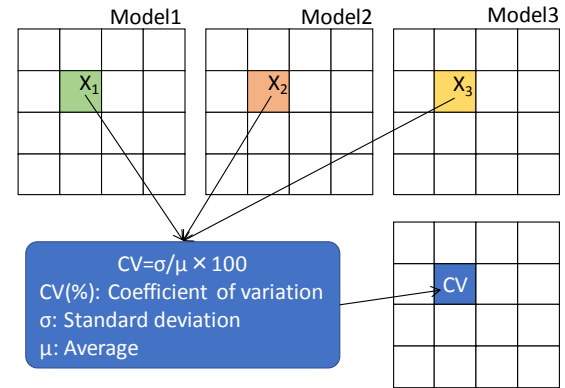 Model1
Model2
Model3
X₁
X₂
X₃
CV=σ/μ × 100
CV(%): Coefficient of variation
σ: Standard deviation
μ: Average
CV